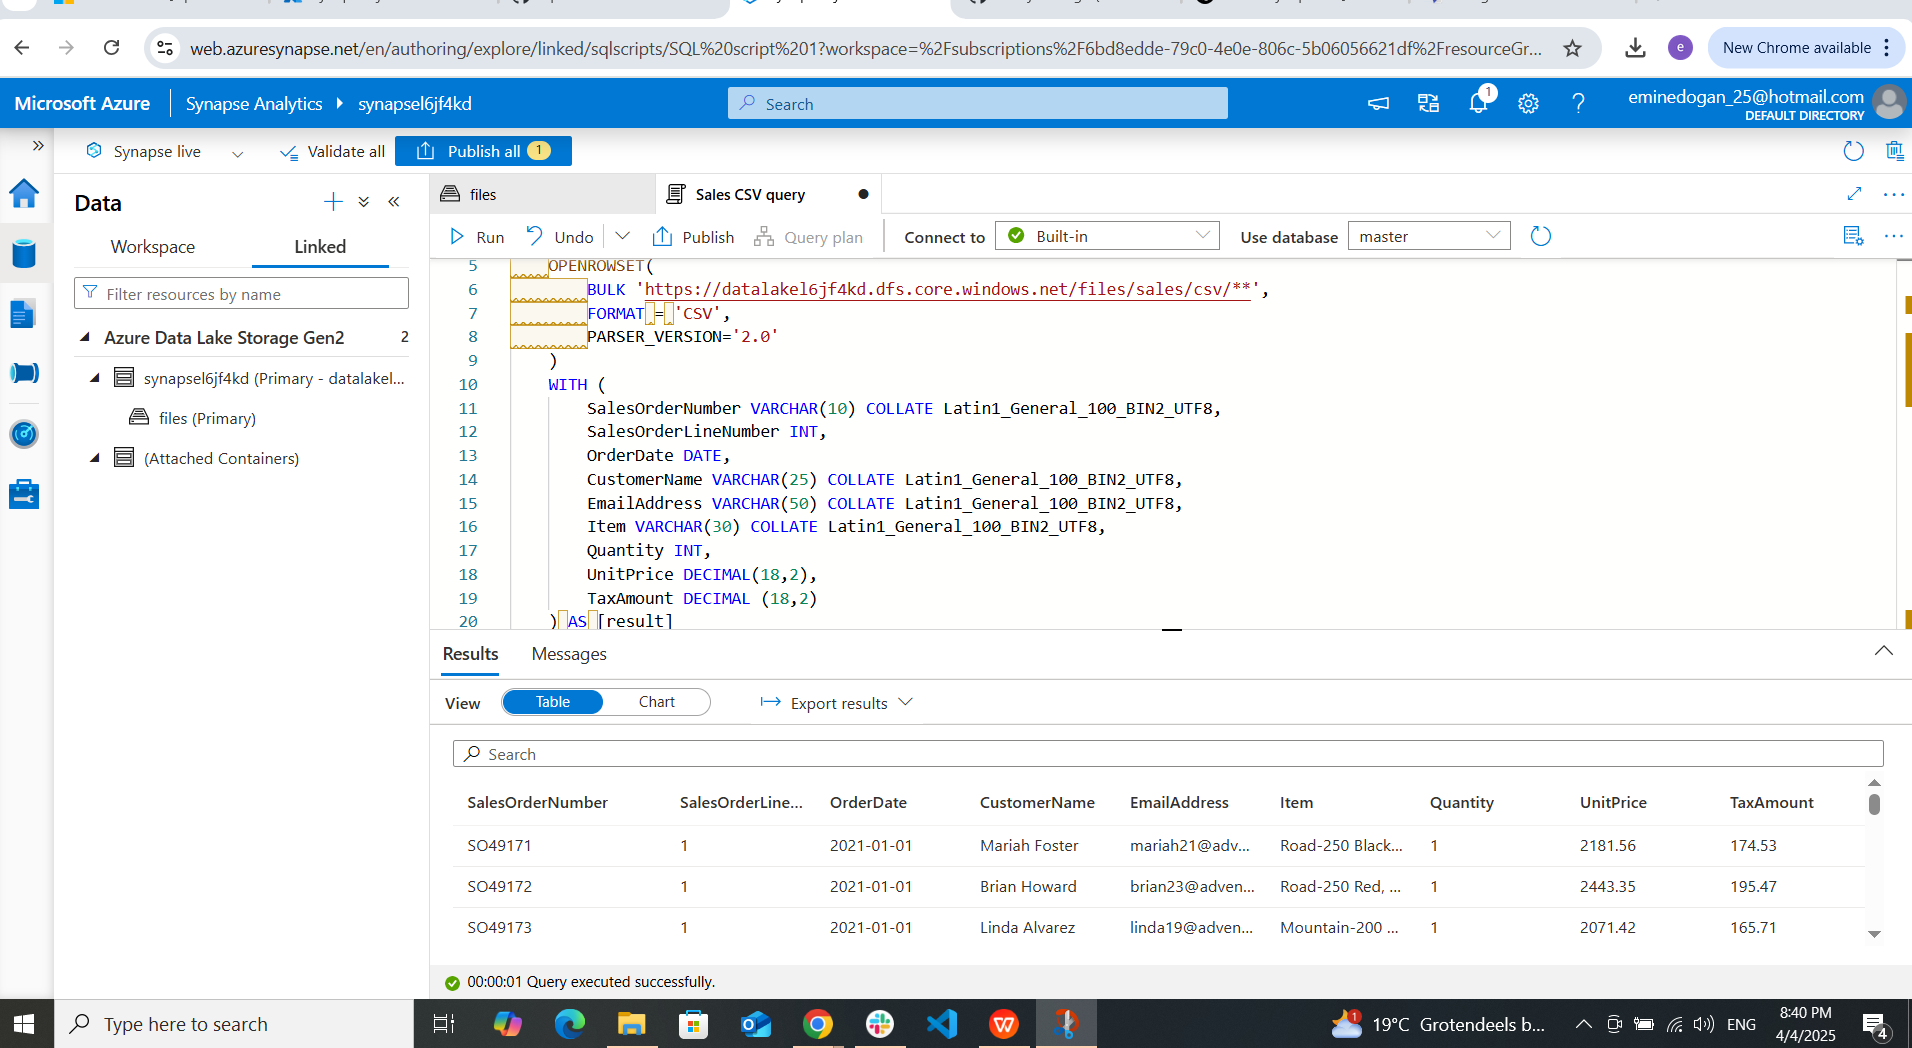 web.azuresynapse.net/en/authoring/explore/linked/sqlscripts/SQL%20script%201?workspace=%2Fsubscriptions%2F6bd8edde-79c0-4e0e-806c-5b06056621df%2FresourceGr...
e
New Chrome available
Microsoft Azure
Synapse Analytics
synapsel6jf4kd
Search
1
eminedogan_25@hotmail.com
DEFAULT DIRECTORY
Synapse live
Validate all
Publish all
1
Data
Workspace
Linked
Filter resources by name
Azure Data Lake Storage Gen2
2
synapsel6jf4kd (Primary - datalakel...
files (Primary)
(Attached Containers)
files
Sales CSV query
Run
Undo
Publish
Query plan
Connect to
Built-in
Use database
master
5 OPENROWSET(
6 BULK 'https://datalakel6jf4kd.dfs.core.windows.net/files/sales/csv/**',
7 FORMAT = 'CSV',
8 PARSER_VERSION='2.0'
9 )
10 WITH (
11 SalesOrderNumber VARCHAR(10) COLLATE Latin1_General_100_BIN2_UTF8,
12 SalesOrderLineNumber INT,
13 OrderDate DATE,
14 CustomerName VARCHAR(25) COLLATE Latin1_General_100_BIN2_UTF8,
15 EmailAddress VARCHAR(50) COLLATE Latin1_General_100_BIN2_UTF8,
16 Item VARCHAR(30) COLLATE Latin1_General_100_BIN2_UTF8,
17 Quantity INT,
18 UnitPrice DECIMAL(18,2),
19 TaxAmount DECIMAL (18,2)
20 ) AS [result]
Results
Messages
View
Table
Chart
Export results
Search
SalesOrderNumber SalesOrderLine... OrderDate CustomerName EmailAddress Item Quantity UnitPrice TaxAmount
SO49171 1 2021-01-01 Mariah Foster mariah21@adv... Road-250 Black... 1 2181.56 174.53
SO49172 1 2021-01-01 Brian Howard brian23@adven... Road-250 Red, ... 1 2443.35 195.47
SO49173 1 2021-01-01 Linda Alvarez linda19@adven... Mountain-200 ... 1 2071.42 165.71
00:00:01 Query executed successfully.
Type here to search
1
19°C Grotendeels b...
ENG
8:40 PM
4/4/2025
4